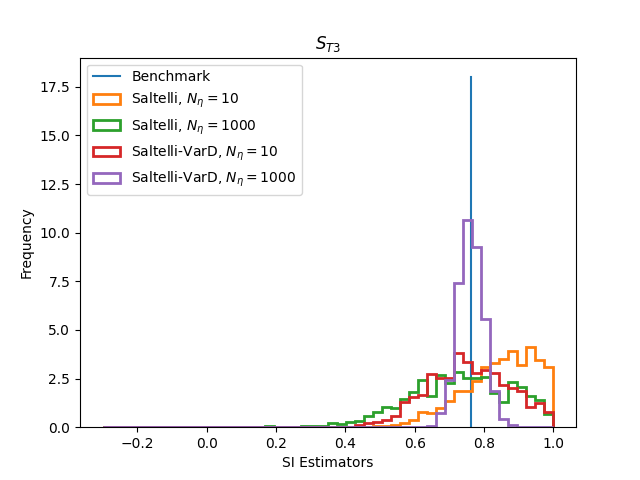 S_{T3}
Benchmark
Saltelli, N_η = 10
Saltelli, N_η = 1000
Saltelli-VarD, N_η = 10
Saltelli-VarD, N_η = 1000
17.5
15.0
12.5
10.0
7.5
5.0
2.5
0.0
Frequency
−0.2 0.0 0.2 0.4 0.6 0.8 1.0
SI Estimators